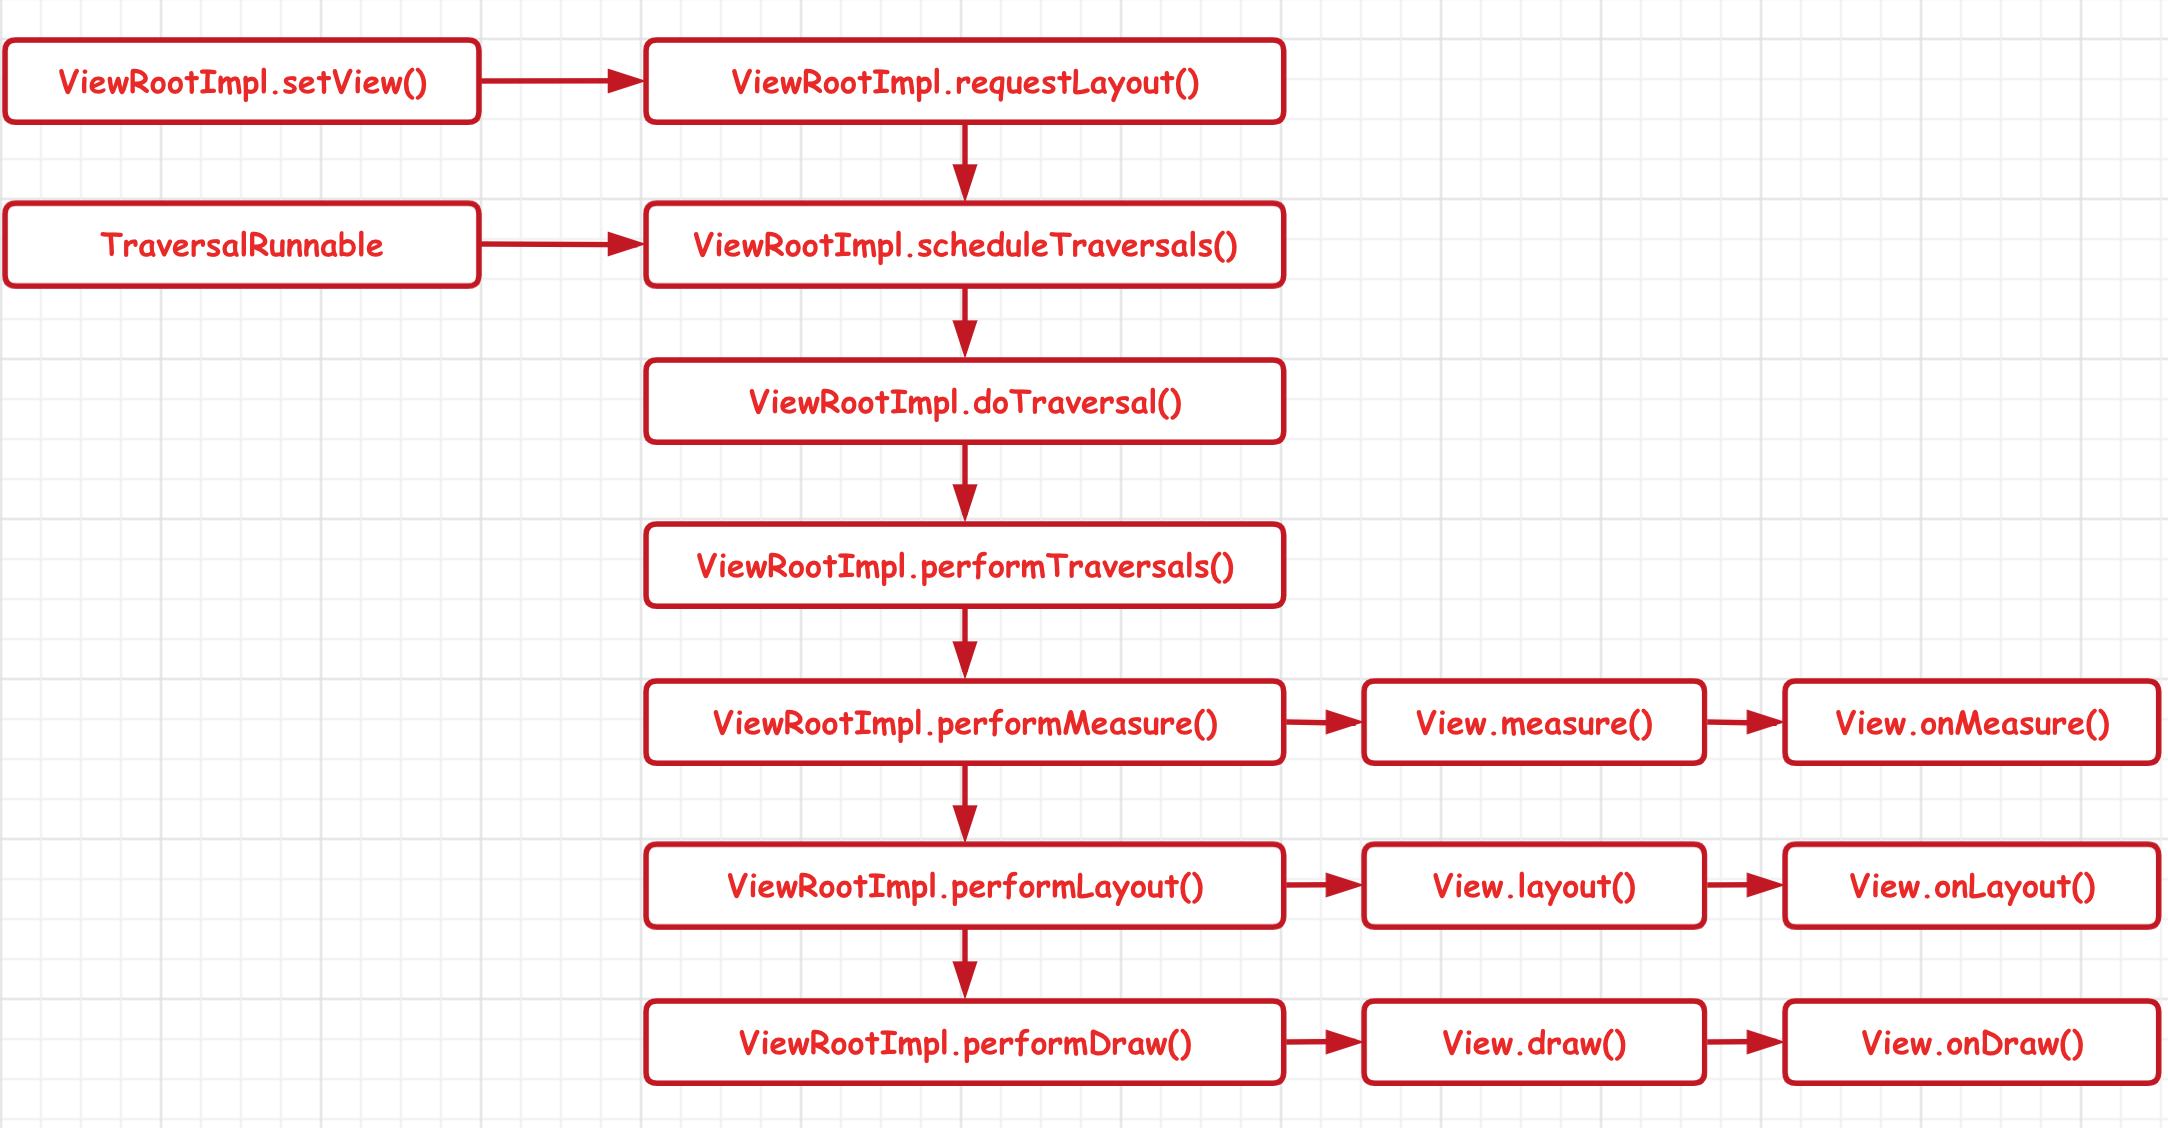 ViewRootImpl.setView()
ViewRootImpl.requestLayout()
TraversalRunnable
ViewRootImpl.scheduleTraversals()
ViewRootImpl.doTraversal()
ViewRootImpl.performTraversals()
ViewRootImpl.performMeasure()
View.measure()
View.onMeasure()
ViewRootImpl.performLayout()
View.layout()
View.onLayout()
ViewRootImpl.performDraw()
View.draw()
View.onDraw()